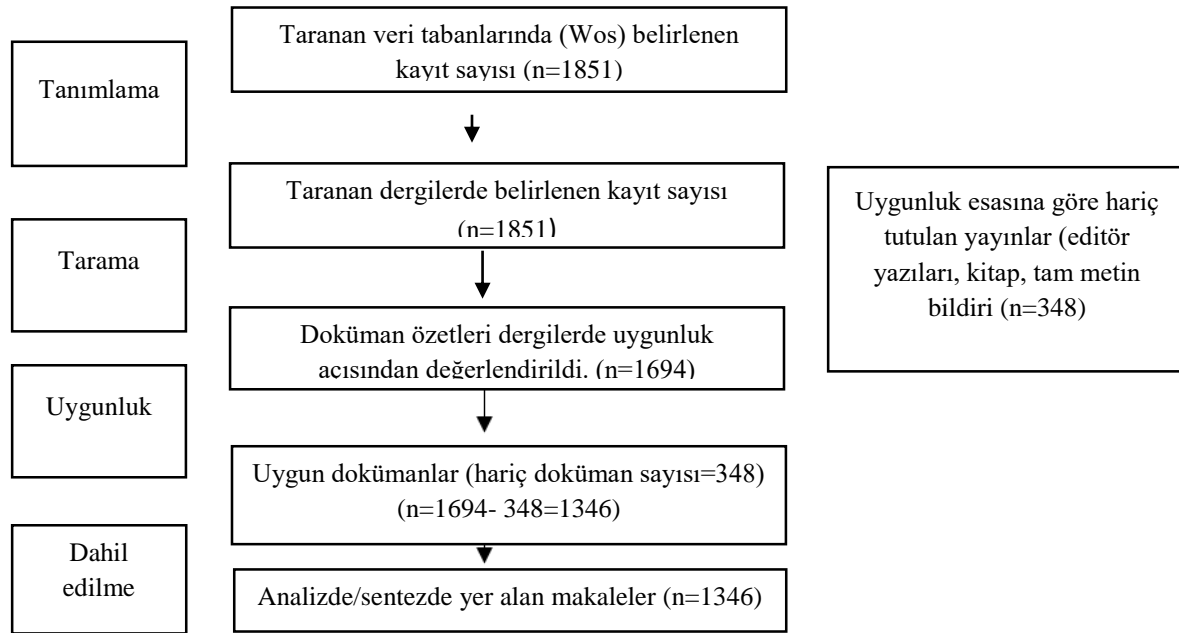 Tanımlama
Taranan veri tabanlarında (Wos) belirlenen
kayıt sayısı (n=1851)
Tarama
Taranan dergilerde belirlenen kayıt sayısı
(n=1851)
Uygunluk esasına göre hariç
tutulan yayınlar (editör
yazıları, kitap, tam metin
bildiri (n=348)
Uygunluk
Doküman özetleri dergilerde uygunluk
açısından değerlendirildi. (n=1694)
Uygun dokümanlar (hariç doküman sayısı=348)
(n=1694- 348=1346)
Dahil
edilme
Analizde/sentezde yer alan makaleler (n=1346)